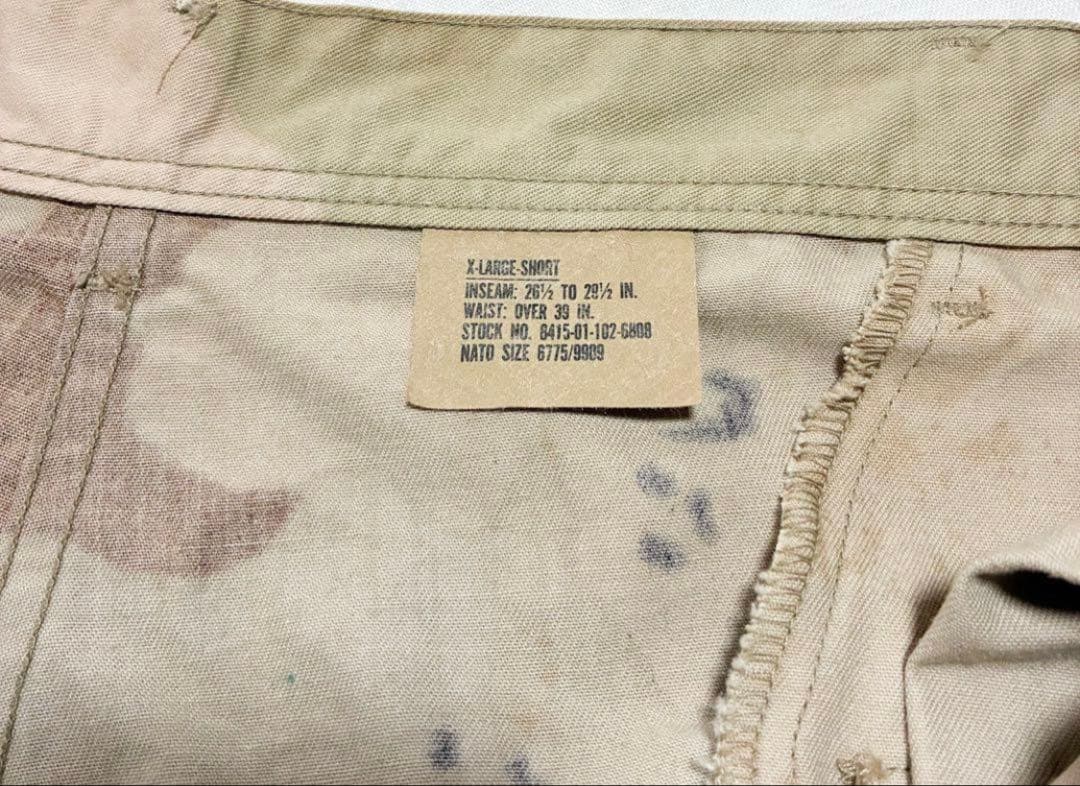 X-LARGE-SHORT
INSEAM: 26½ TO 29½ IN.
WAIST: OVER 39 IN.
STOCK NO. 8415-01-102-6808
NATO SIZE 6775/9909